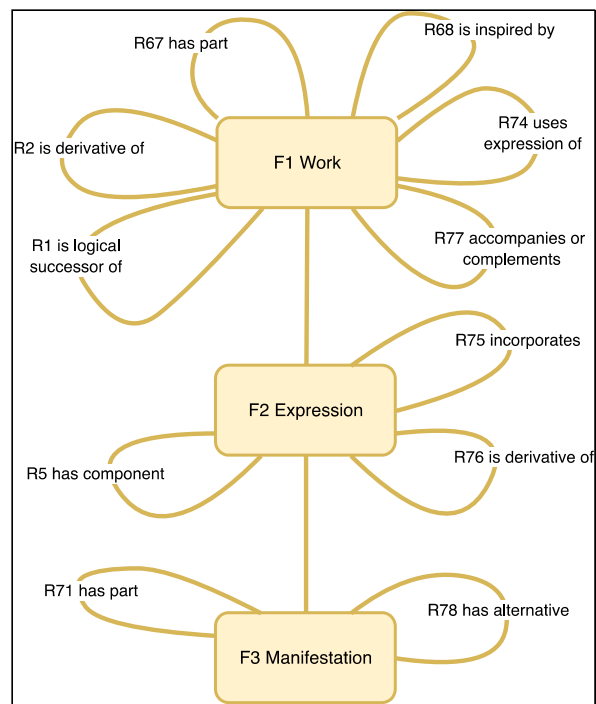 R68 is inspired by
R67 has part
R74 uses
expression of
R2 is derivative of
F1 Work
R1 is logical
successor of
R77 accompanies or
complements
R75 incorporates
F2 Expression
R76 is derivative of
R5 has component
R71 has part
R78 has alternative
F3 Manifestation